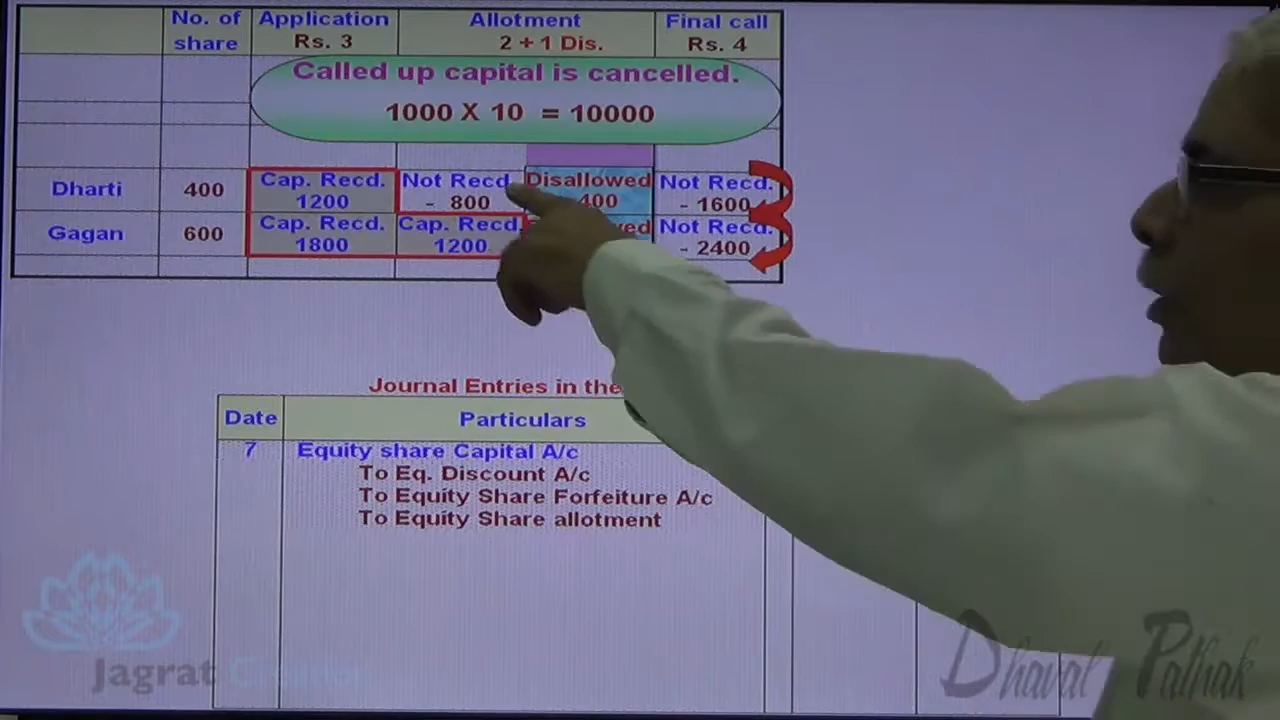 No. of Application Allotment Final call
share Rs. 3 2 + 1 Dis. Rs. 4
Called up capital is cancelled.
1000 X 10 = 10000
Dharti 400 Cap. Recd. Not Recd. Disallowed Not Recd.
1200 - 800 400 - 1600
Gagan 600 Cap. Recd. Cap. Recd. Not Recd.
1800 1200 - 2400
Journal Entries in the
Date Particulars
7 Equity share Capital A/c
To Eq. Discount A/c
To Equity Share Forfeiture A/c
To Equity Share allotment
Jagrat
Dhaval Pathak